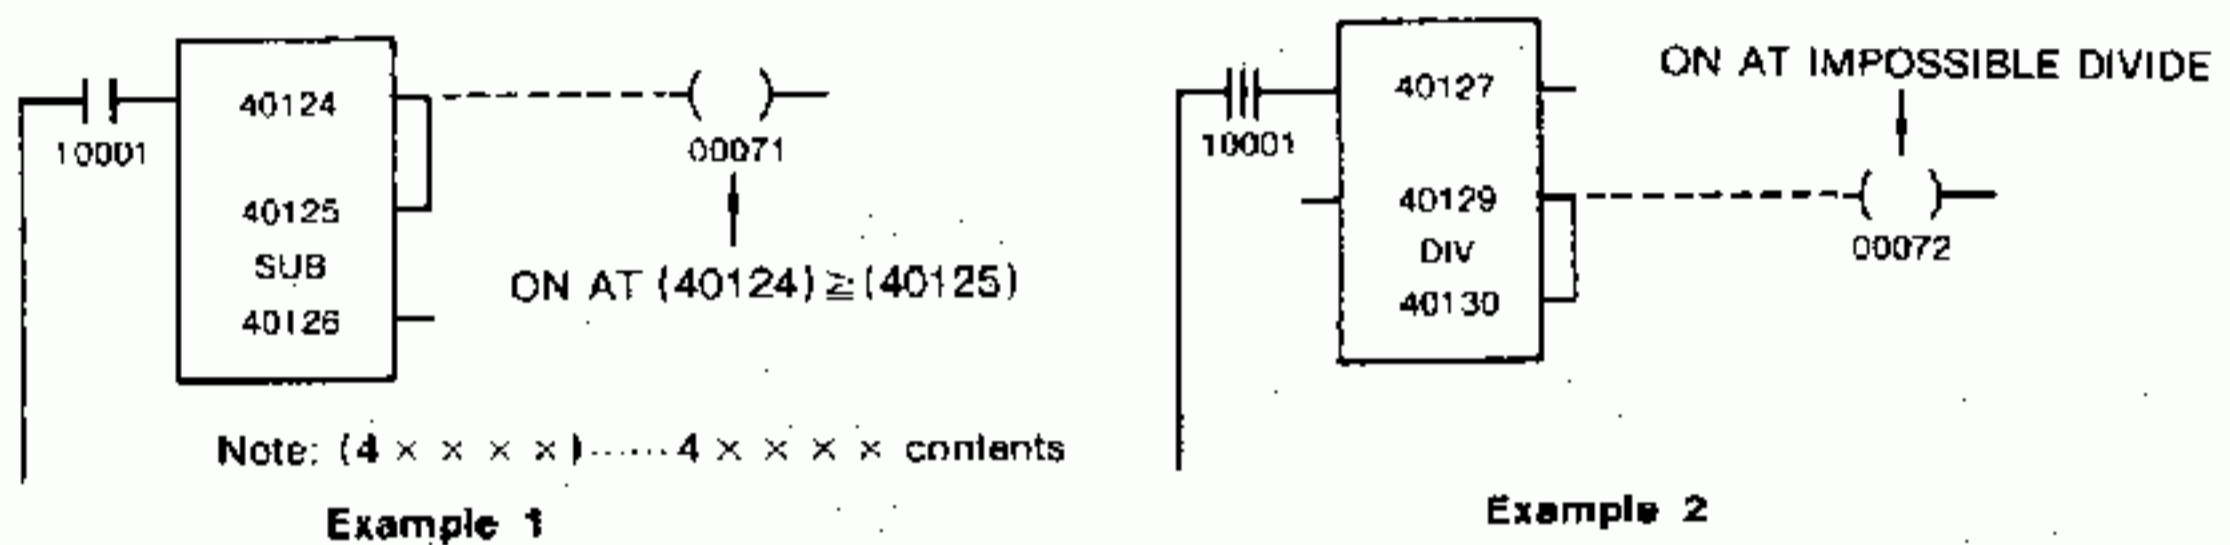 10001
40124
40125
SUB
40126
00071
ON AT (40124) ≧ (40125)
Note: (4 × × × ×) ...... 4 × × × × contents
Example 1
10001
40127
40129
DIV
40130
ON AT IMPOSSIBLE DIVIDE
00072
Example 2